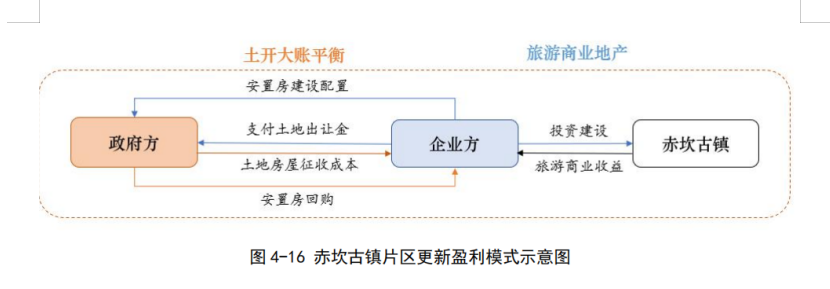 土开大账平衡
旅游商业地产
安置房建设配置
政府方
支付土地出让金
企业方
投资建设
赤坎古镇
土地房屋征收成本
旅游商业收益
安置房回购
图 4-16 赤坎古镇片区更新盈利模式示意图